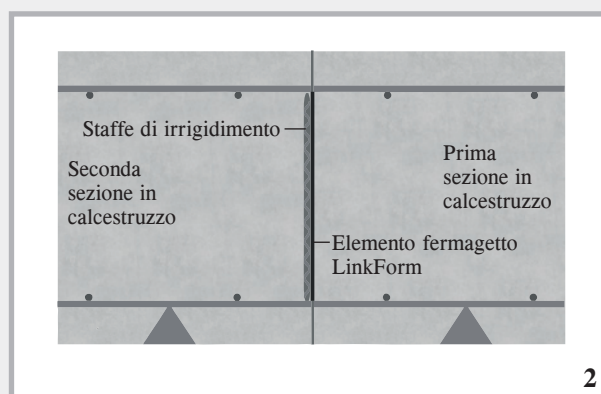 Staffe di irrigidimento
Seconda
sezione in
calcestruzzo
Prima
sezione in
calcestruzzo
Elemento fermagetto
LinkForm
2